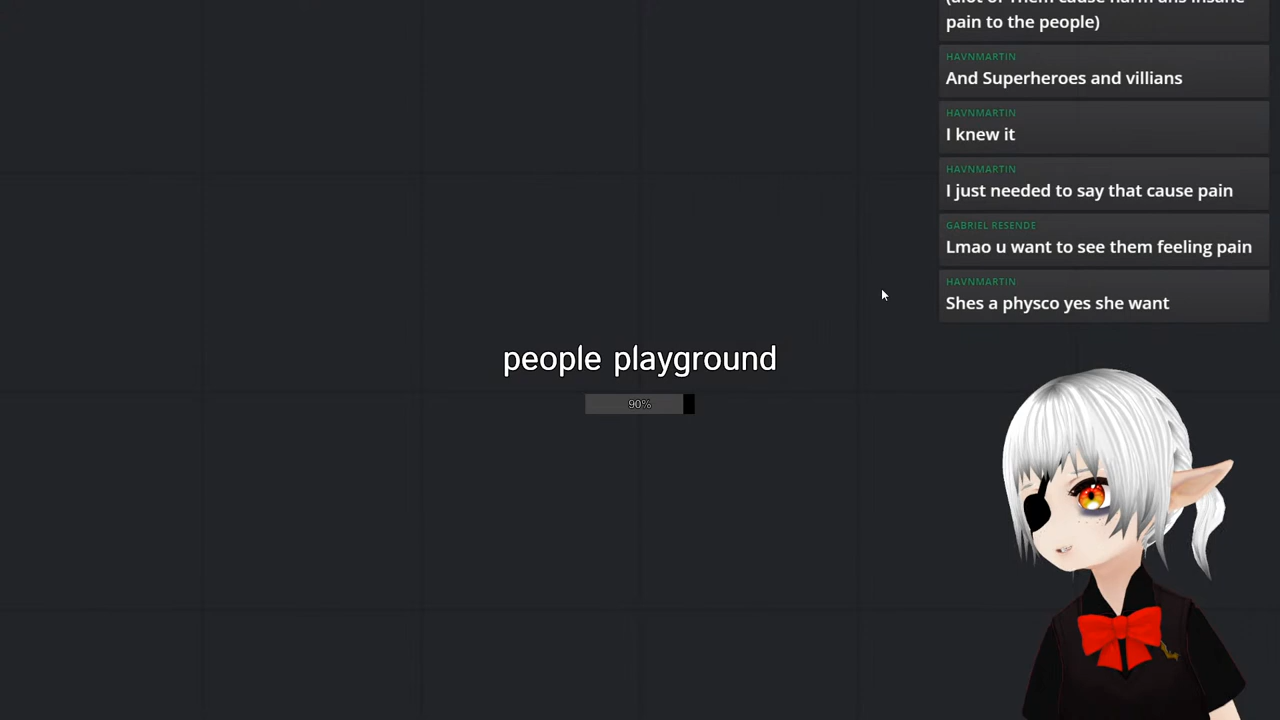 pain to the people)
HAVNMARTIN
And Superheroes and villians
HAVNMARTIN
I knew it
HAVNMARTIN
I just needed to say that cause pain
GABRIEL RESENDE
Lmao u want to see them feeling pain
HAVNMARTIN
Shes a physco yes she want
people playground
90%